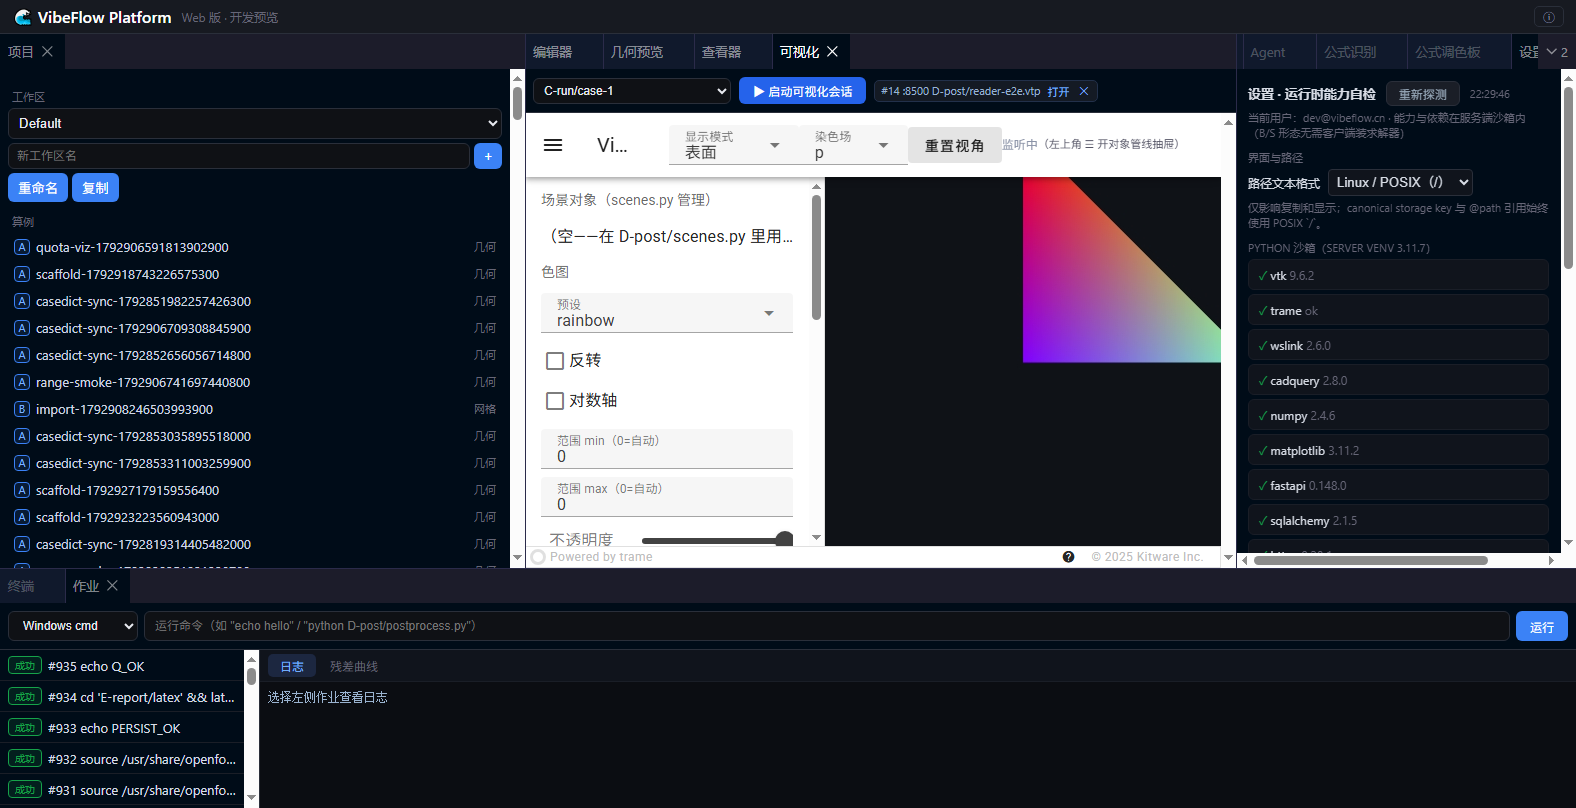 VibeFlow Platform Web 版 · 开发预览
项目
工作区
Default
新工作区名
+
重命名 复制
算例
A quota-viz-1792906591813902900 几何
A scaffold-1792918743226575300 几何
A casedict-sync-1792851982257426300 几何
A casedict-sync-1792906709308845900 几何
A casedict-sync-1792852656056714800 几何
A range-smoke-1792906741697440800 几何
B import-1792908246503993900 网格
A casedict-sync-1792853035895518000 几何
A casedict-sync-1792853311003259900 几何
A scaffold-1792927179159556400 几何
A scaffold-1792923223560943000 几何
A casedict-sync-1792819314405482000 几何
编辑器 几何预览 查看器 可视化
C-run/case-1 ▶ 启动可视化会话 #14 :8500 D-post/reader-e2e.vtp 打开
Vi...
显示模式
表面
染色场
p
重置视角
监听中（左上角 ☰ 开对象管线抽屉）
场景对象（scenes.py 管理）
（空——在 D-post/scenes.py 里用...
色图
预设
rainbow
反转
对数轴
范围 min（0=自动）
0
范围 max（0=自动）
0
不透明度
Powered by trame © 2025 Kitware Inc.
Agent 公式识别 公式调色板 设置 2
设置 · 运行时能力自检 重新探测 22:29:46
当前用户：dev@vibeflow.cn · 能力与依赖在服务端沙箱内
（B/S 形态无需客户端装求解器）
界面与路径
路径文本格式 Linux / POSIX（/）
仅影响复制和显示；canonical storage key 与 @path 引用始终
使用 POSIX `/`。
PYTHON 沙箱（SERVER VENV 3.11.7）
✓ vtk 9.6.2
✓ trame ok
✓ wslink 2.6.0
✓ cadquery 2.8.0
✓ numpy 2.4.6
✓ matplotlib 3.11.2
✓ fastapi 0.148.0
✓ sqlalchemy 2.1.5
终端 作业
Windows cmd 运行命令（如 "echo hello" / "python D-post/postprocess.py"） 运行
成功 #935 echo Q_OK
成功 #934 cd 'E-report/latex' && lat...
成功 #933 echo PERSIST_OK
成功 #932 source /usr/share/openfo...
成功 #931 source /usr/share/openfo...
日志 残差曲线
选择左侧作业查看日志